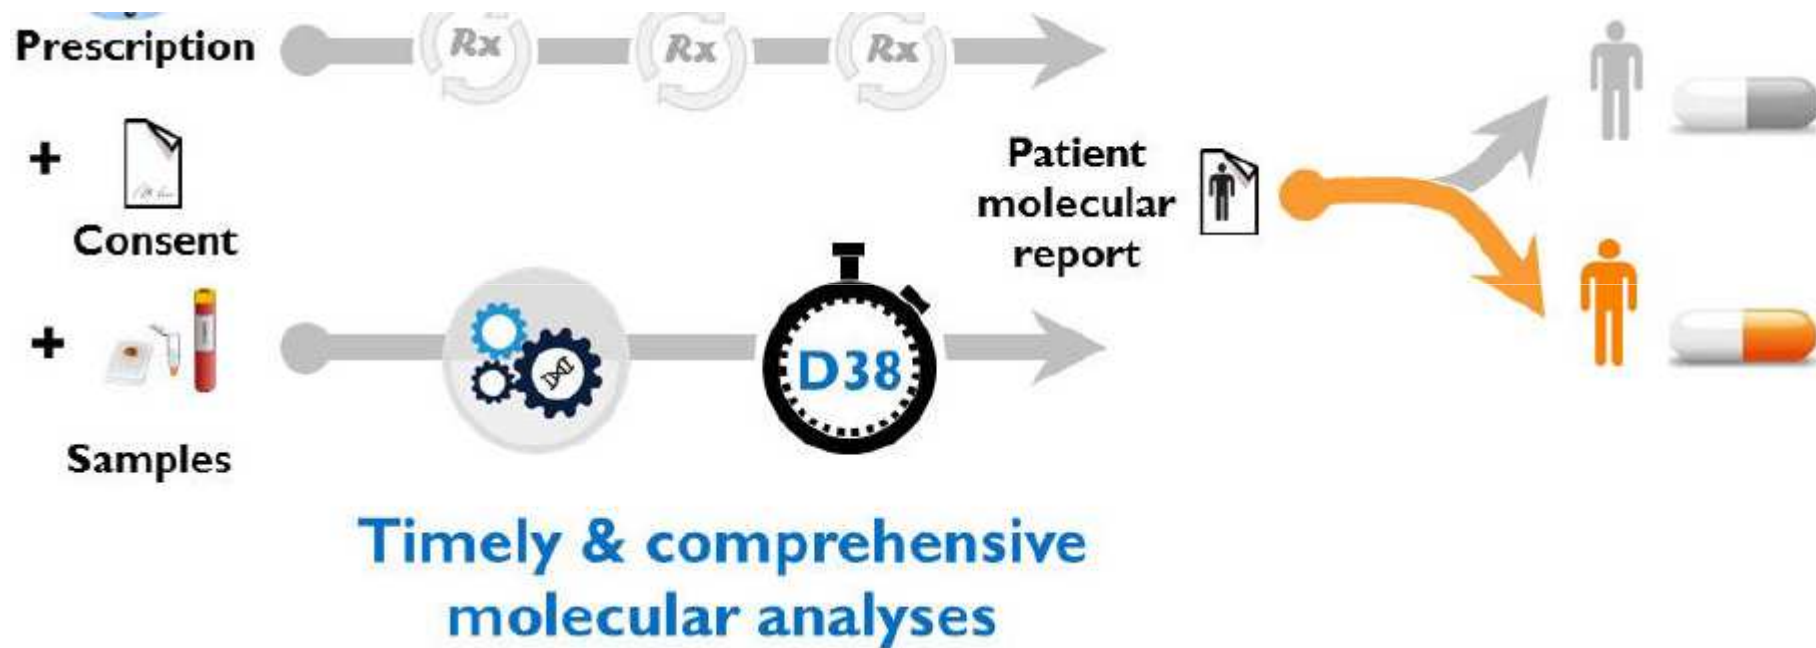 Prescription
Rx
Rx
Rx
+
Consent
Patient
molecular
report
+
D38
Samples
Timely & comprehensive
molecular analyses